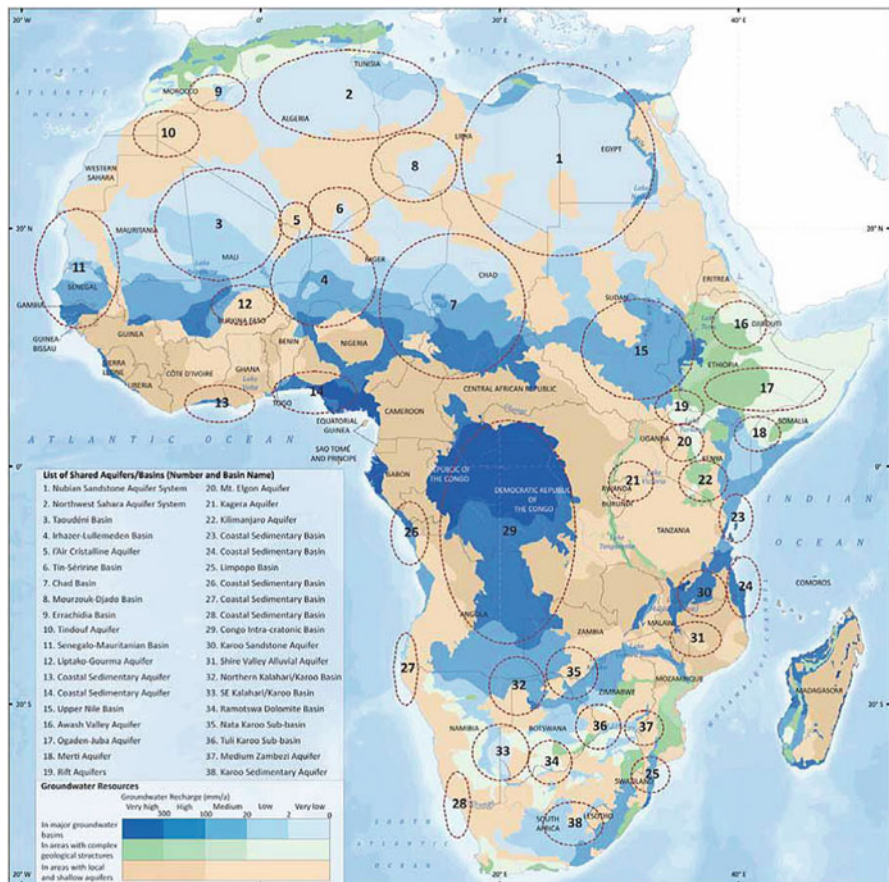 20° W
0°
20° E
40° E
NORTH
ATLANTIC
OCEAN
MEDITERRANEAN
TUNISIA
MOROCCO
9
2
ALGERIA
10
LIBYA
1
EGYPT
8
WESTERN
SAHARA
Lake
5
6
20° N
20° N
MAURITANIA
3
MALI
NIGER
CHAD
11
SENEGAL
4
7
SUDAN
ERITREA
GAMBIA
12
BURKINA FASO
16
DJIBOUTI
GUINEA
BISSAU
GUINEA
BENIN
NIGERIA
15
ETHIOPIA
SIERRA
LEONE
CÔTE D'IVOIRE
GHANA
LIBERIA
Lake
Volta
CENTRAL AFRICAN REPUBLIC
17
13
TOGO
14
CAMEROON
19
SOMALIA
EQUATORIAL
GUINEA
18
UGANDA
20
KENYA
ATLANTIC OCEAN
SAO TOMÉ
AND PRINCIPE
0°
0°
GABON
REPUBLIC OF
THE CONGO
DEMOCRATIC REPUBLIC
OF THE CONGO
RWANDA
BURUNDI
21
Lake
Victoria
22
INDIAN
OCEAN
29
TANZANIA
23
26
Lake
Tanganyika
COMOROS
24
30
ANGOLA
ZAMBIA
MALAWI
31
27
32
35
ZIMBABWE
MOZAMBIQUE
MADAGASCAR
20° S
20° S
NAMIBIA
BOTSWANA
36
37
33
34
SWAZILAND
25
28
SOUTH
AFRICA
38
LESOTHO
SOUTH
ATLANTIC
OCEAN
20° W
0°
20° E
40° E
List of Shared Aquifers/Basins (Number and Basin Name)
1. Nubian Sandstone Aquifer System
2. Northwest Sahara Aquifer System
3. Taoudéni Basin
4. Irhazer-Lullemeden Basin
5. l'Air Cristalline Aquifer
6. Tin-Séririne Basin
7. Chad Basin
8. Mourzouk-Djado Basin
9. Errachidia Basin
10. Tindouf Aquifer
11. Senegalo-Mauritanian Basin
12. Liptako-Gourma Aquifer
13. Coastal Sedimentary Aquifer
14. Coastal Sedimentary Aquifer
15. Upper Nile Basin
16. Awash Valley Aquifer
17. Ogaden-Juba Aquifer
18. Merti Aquifer
19. Rift Aquifers
20. Mt. Elgon Aquifer
21. Kagera Aquifer
22. Kilimanjaro Aquifer
23. Coastal Sedimentary Basin
24. Coastal Sedimentary Basin
25. Limpopo Basin
26. Coastal Sedimentary Basin
27. Coastal Sedimentary Basin
28. Coastal Sedimentary Basin
29. Congo Intra-cratonic Basin
30. Karoo Sandstone Aquifer
31. Shire Valley Alluvial Aquifer
32. Northern Kalahari/Karoo Basin
33. SE Kalahari/Karoo Basin
34. Ramotswa Dolomite Basin
35. Nata Karoo Sub-basin
36. Tuli Karoo Sub-basin
37. Medium Zambezi Aquifer
38. Karoo Sedimentary Aquifer
Groundwater Resources
Groundwater Recharge (mm/a)
Very high High Medium Low Very low
300 100 20 2 0
In major groundwater
basins
In areas with complex
geological structures
In areas with local
and shallow aquifers